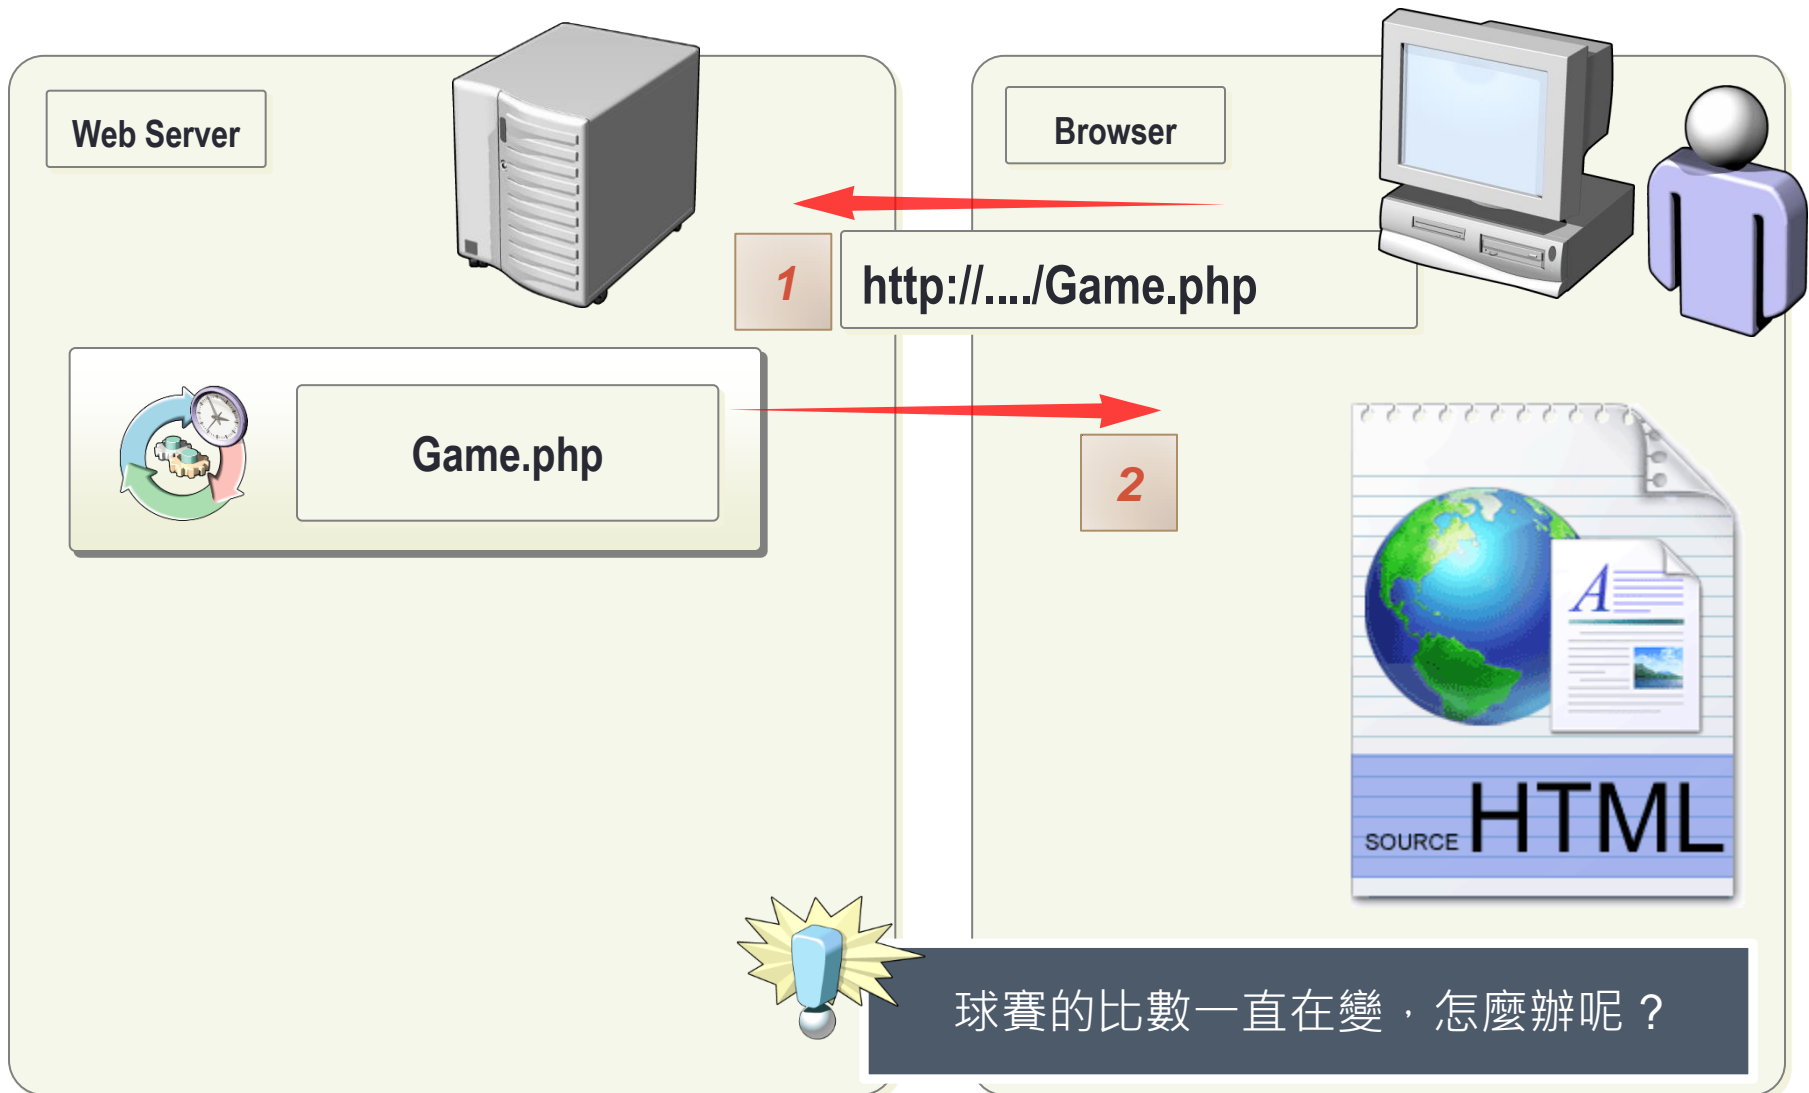 Web Server
Browser
1
http://..../Game.php
Game.php
2
A
SOURCE HTML
球賽的比數一直在變，怎麼辦呢？